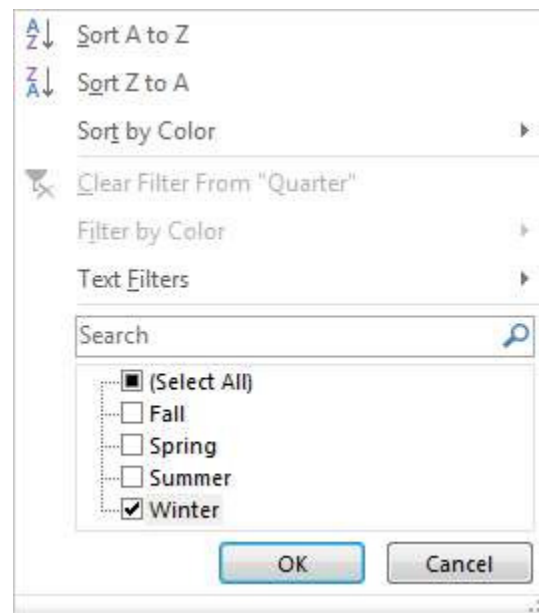 Sort A to Z
Sort Z to A
Sort by Color
Clear Filter From "Quarter"
Filter by Color
Text Filters
Search
(Select All)
Fall
Spring
Summer
Winter
OK Cancel